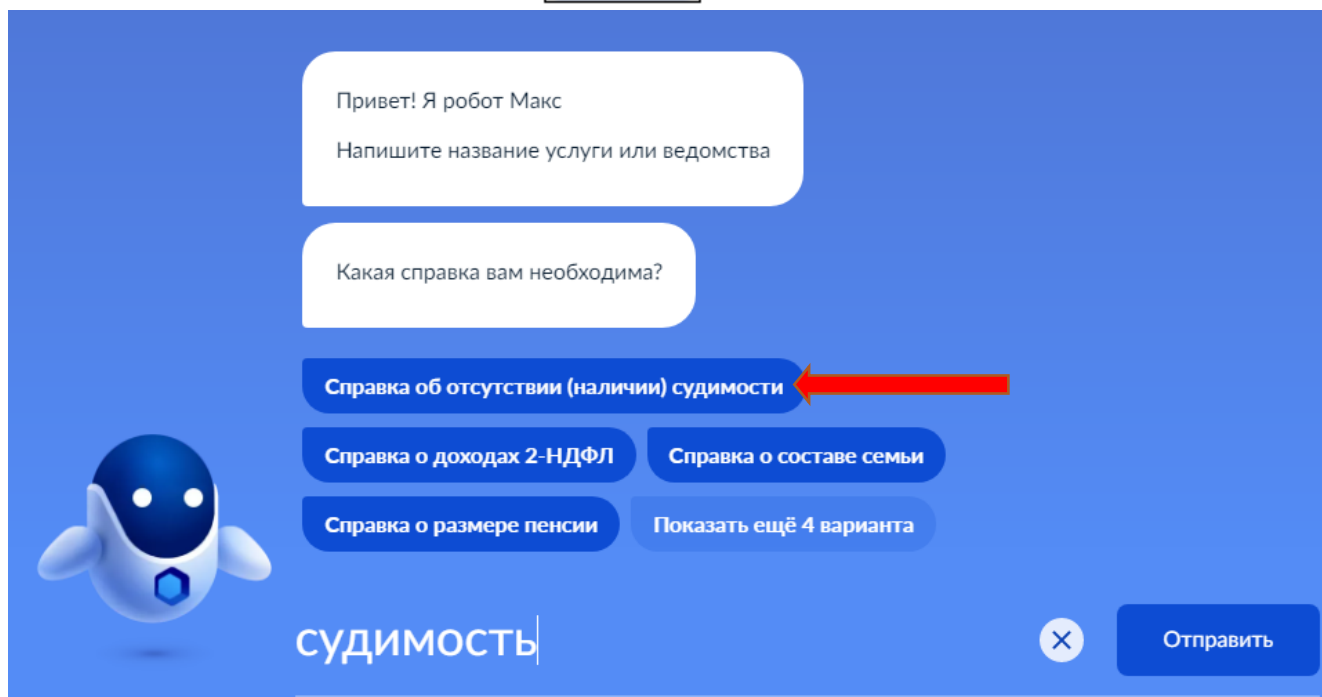 Привет! Я робот Макс
Напишите название услуги или ведомства
Какая справка вам необходима?
Справка об отсутствии (наличии) судимости
Справка о доходах 2-НДФЛ
Справка о составе семьи
Справка о размере пенсии
Показать ещё 4 варианта
судимость
Отправить